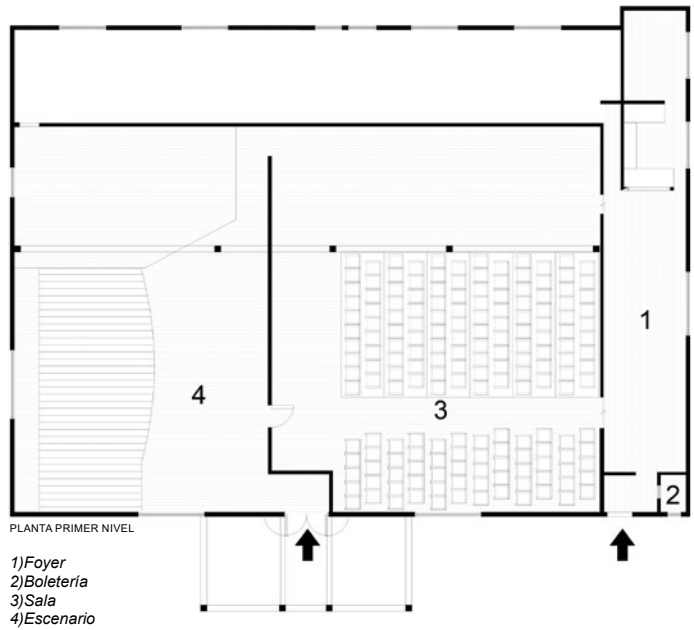 1
4
3
2
PLANTA PRIMER NIVEL
1)Foyer
2)Boletería
3)Sala
4)Escenario